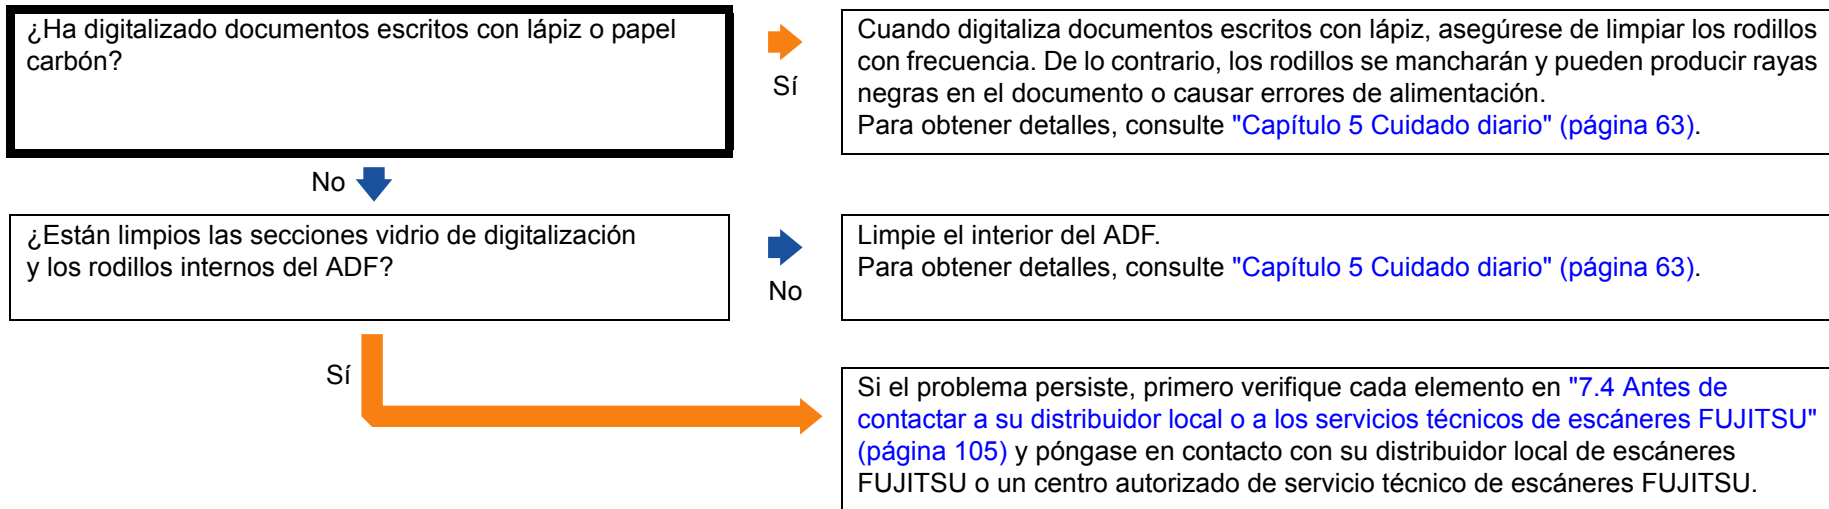 ¿Ha digitalizado documentos escritos con lápiz o papel
carbón?
Sí
Cuando digitaliza documentos escritos con lápiz, asegúrese de limpiar los rodillos
con frecuencia. De lo contrario, los rodillos se mancharán y pueden producir rayas
negras en el documento o causar errores de alimentación.
Para obtener detalles, consulte "Capítulo 5 Cuidado diario" (página 63).
No
¿Están limpios las secciones vidrio de digitalización
y los rodillos internos del ADF?
No
Limpie el interior del ADF.
Para obtener detalles, consulte "Capítulo 5 Cuidado diario" (página 63).
Sí
Si el problema persiste, primero verifique cada elemento en "7.4 Antes de
contactar a su distribuidor local o a los servicios técnicos de escáneres FUJITSU"
(página 105) y póngase en contacto con su distribuidor local de escáneres
FUJITSU o un centro autorizado de servicio técnico de escáneres FUJITSU.